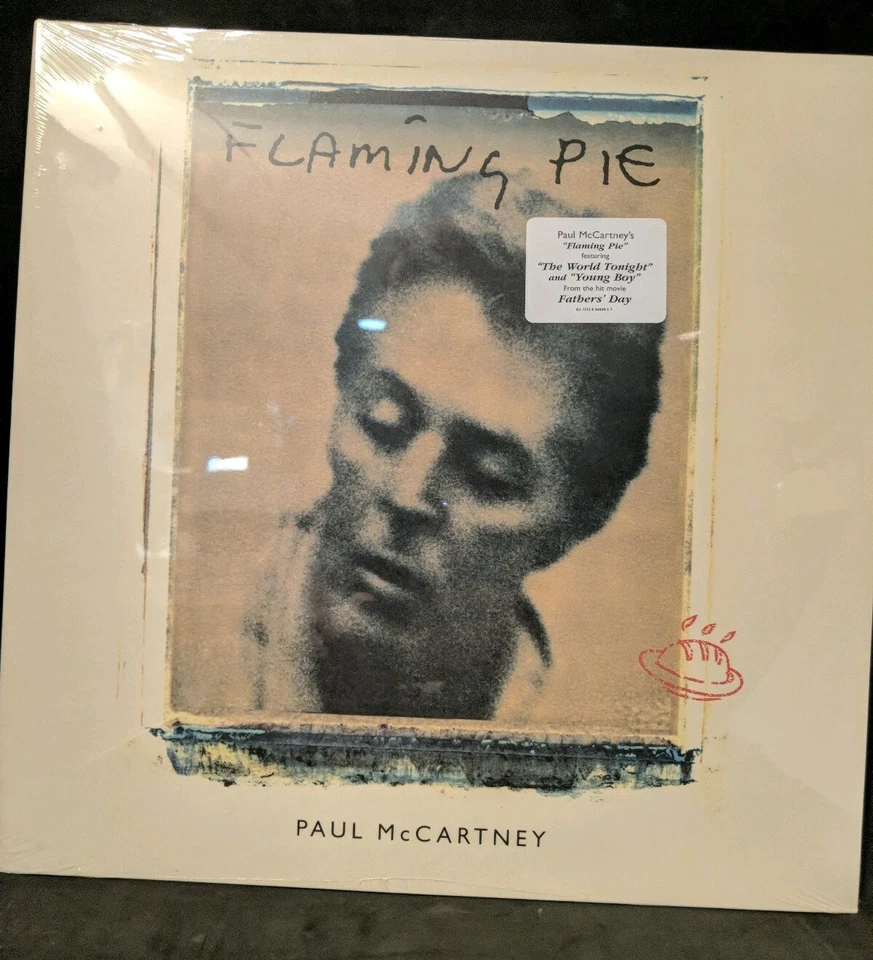 FLAMING PIE
Paul McCartney's
"Flaming Pie"
featuring
"The World Tonight"
and "Young Boy"
From the hit movie
Fathers' Day
PAUL McCARTNEY